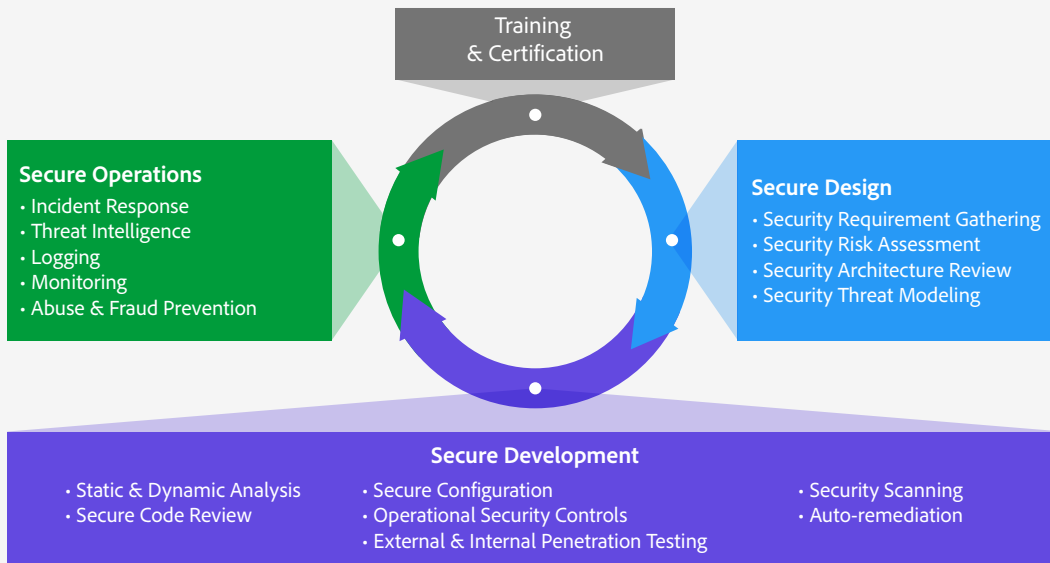 Training
& Certification
Secure Operations
• Incident Response
• Threat Intelligence
• Logging
• Monitoring
• Abuse & Fraud Prevention
Secure Design
• Security Requirement Gathering
• Security Risk Assessment
• Security Architecture Review
• Security Threat Modeling
Secure Development
• Static & Dynamic Analysis
• Secure Code Review
• Secure Configuration
• Operational Security Controls
• External & Internal Penetration Testing
• Security Scanning
• Auto-remediation